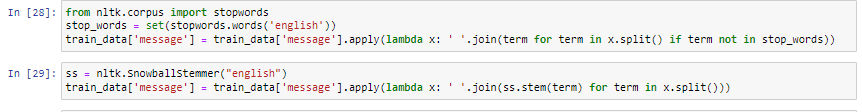 In [28]: from nltk.corpus import stopwords
stop_words = set(stopwords.words('english'))
train_data['message'] = train_data['message'].apply(lambda x: ' '.join(term for term in x.split() if term not in stop_words))
In [29]: ss = nltk.SnowballStemmer("english")
train_data['message'] = train_data['message'].apply(lambda x: ' '.join(ss.stem(term) for term in x.split()))